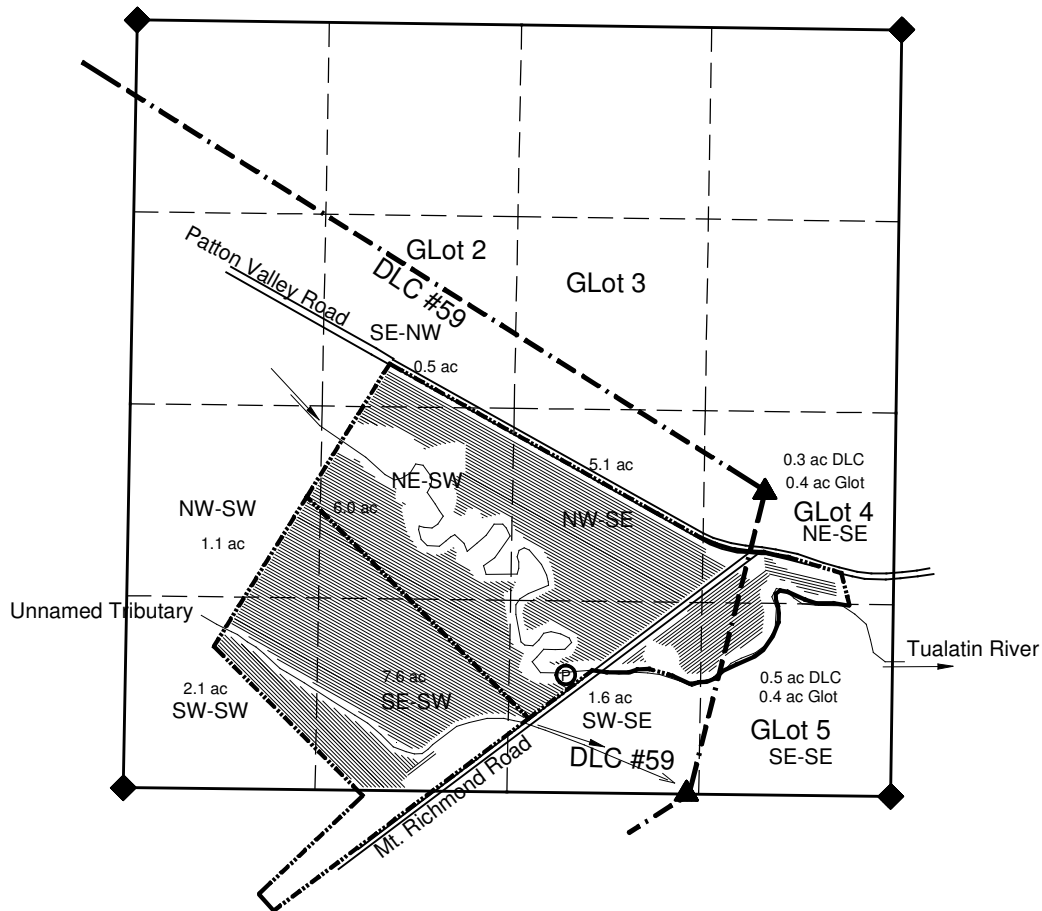 GLot 2
GLot 3
DLC #59
Patton Valley Road
SE-NW
0.5 ac
5.1 ac
0.3 ac DLC
0.4 ac Glot
GLot 4
NE-SE
NE-SW
6.0 ac
NW-SE
NW-SW
1.1 ac
Unnamed Tributary
Tualatin River
2.1 ac
SW-SW
7.6 ac
SE-SW
P
1.6 ac
SW-SE
0.5 ac DLC
0.4 ac Glot
GLot 5
SE-SE
DLC #59
Mt. Richmond Road